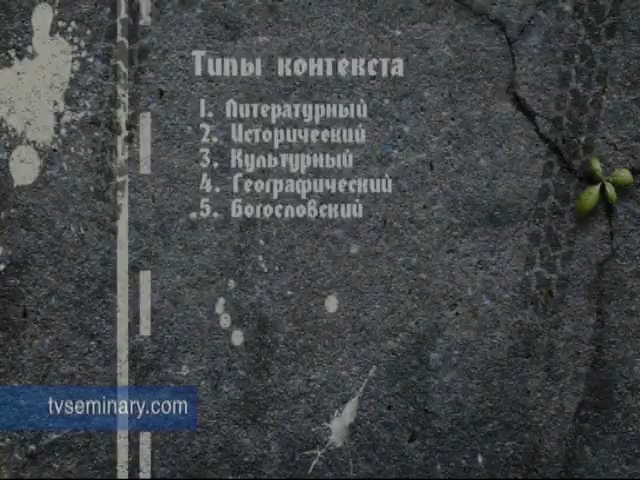 Типы контекста
1. Литературный
2. Исторический
3. Культурный
4. Географический
5. Богословский
tvseminary.com